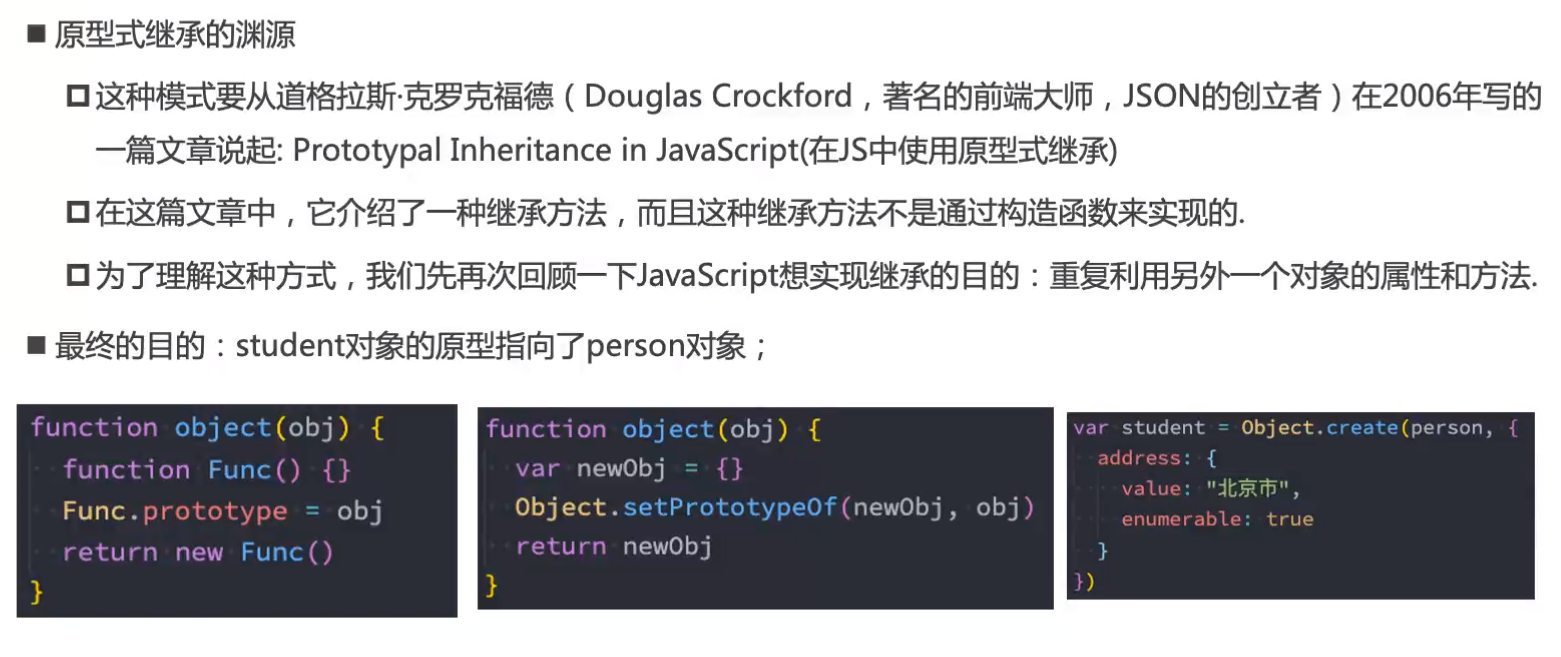 ■ 原型式继承的渊源
□ 这种模式要从道格拉斯·克罗克福德（Douglas Crockford，著名的前端大师，JSON的创立者）在2006年写的
一篇文章说起: Prototypal Inheritance in JavaScript(在JS中使用原型式继承)
□ 在这篇文章中，它介绍了一种继承方法，而且这种继承方法不是通过构造函数来实现的.
□ 为了理解这种方式，我们先再次回顾一下JavaScript想实现继承的目的：重复利用另外一个对象的属性和方法.
■ 最终的目的：student对象的原型指向了person对象；
function object(obj) {
function Func() {}
Func.prototype = obj
return new Func()
}
function object(obj) {
var newObj = {}
Object.setPrototypeOf(newObj, obj)
return newObj
}
var student = Object.create(person, {
address: {
value: "北京市",
enumerable: true
}
})